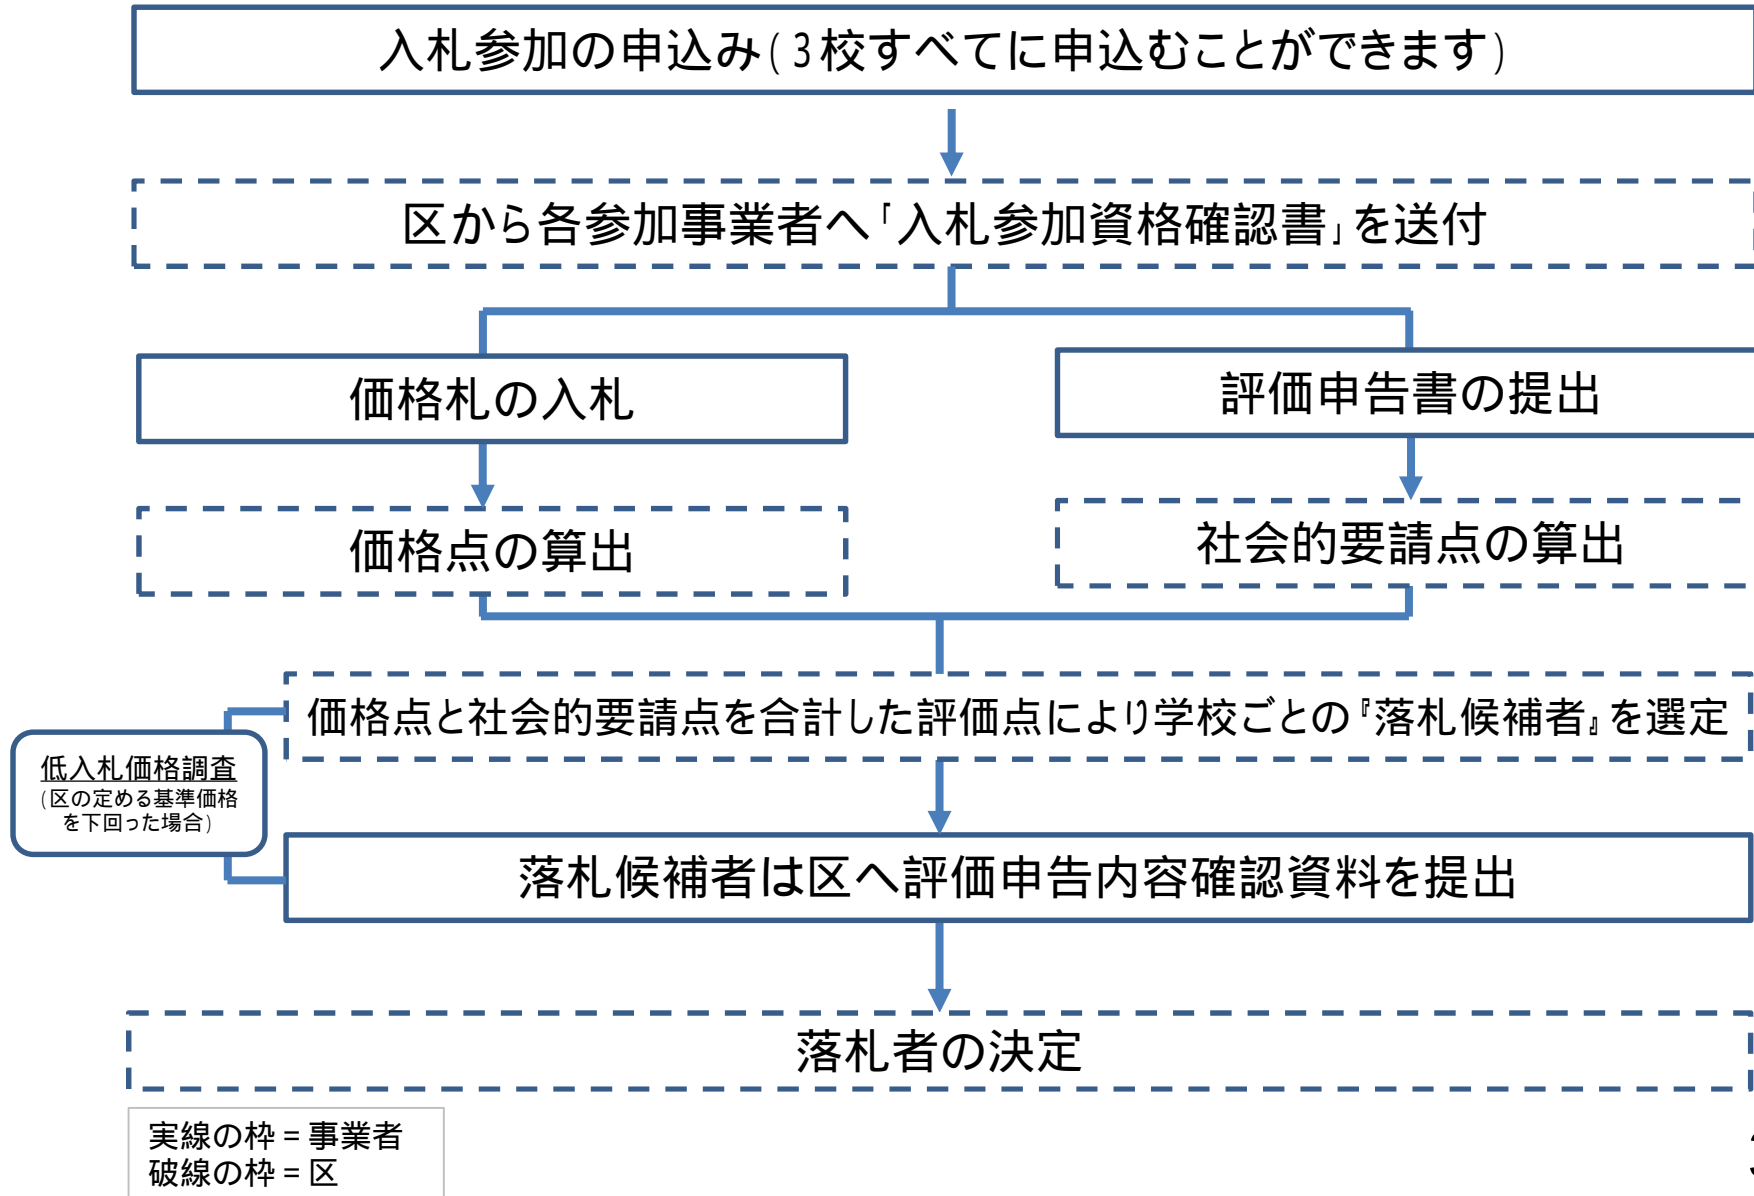 入札参加の申込み(3校すべてに申込むことができます)
区から各参加事業者へ「入札参加資格確認書」を送付
価格札の入札
評価申告書の提出
価格点の算出
社会的要請点の算出
価格点と社会的要請点を合計した評価点により学校ごとの『落札候補者』を選定
低入札価格調査
(区の定める基準価格
を下回った場合)
落札候補者は区へ評価申告内容確認資料を提出
落札者の決定
実線の枠=事業者
破線の枠=区